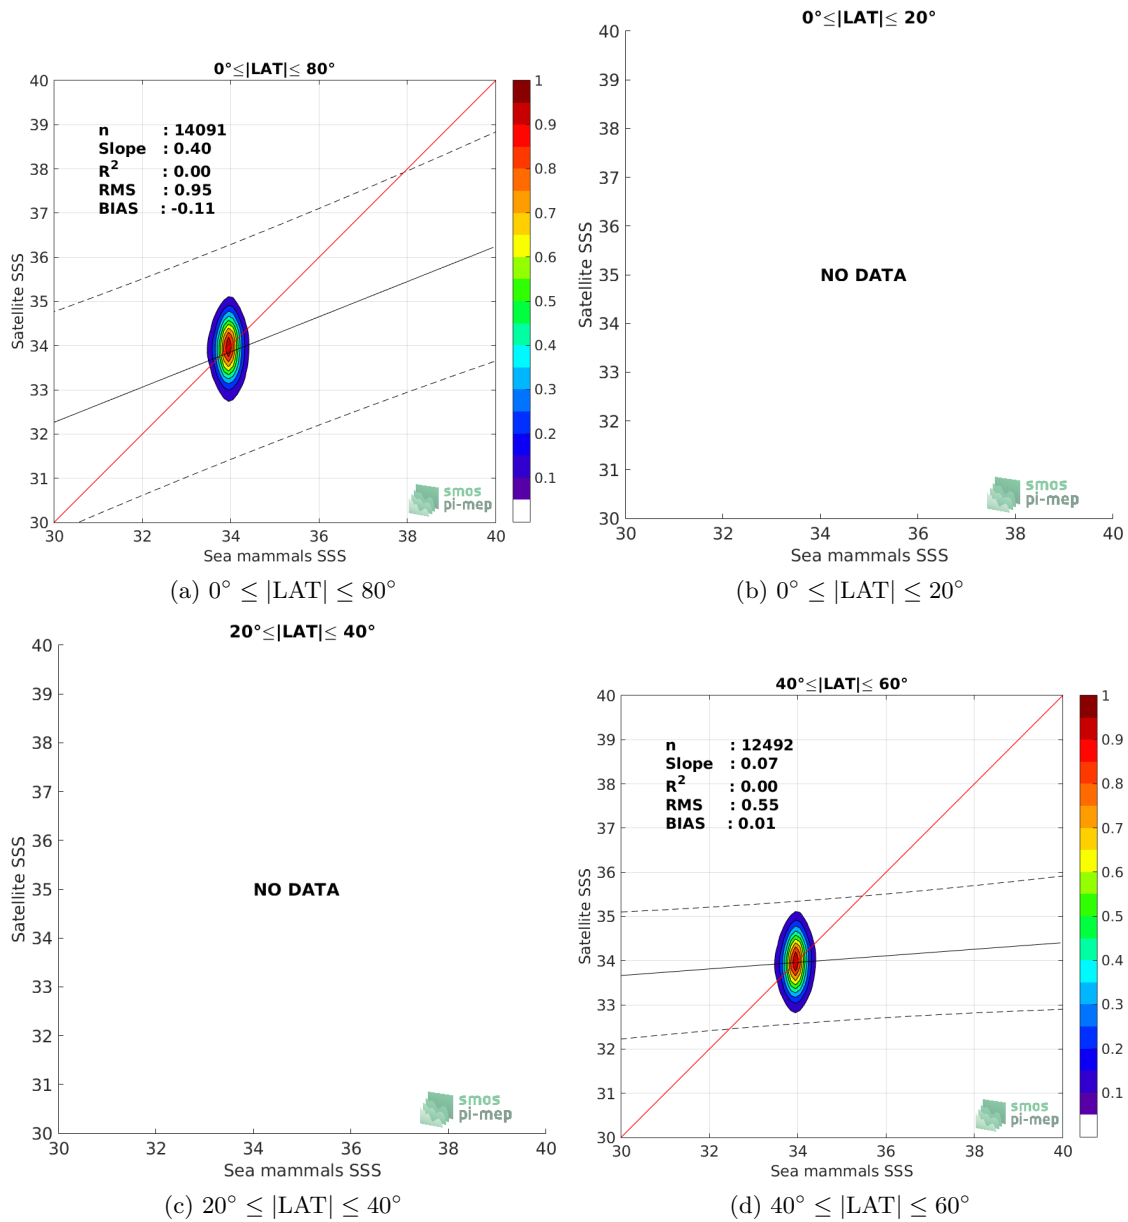 0°≤|LAT|≤ 80°
40
39
38
37
36
35
34
33
32
31
30
n : 14091
Slope : 0.40
R² : 0.00
RMS : 0.95
BIAS : -0.11
Satellite SSS
smos
pi-mep
30 32 34 36 38 40
Sea mammals SSS
1
0.9
0.8
0.7
0.6
0.5
0.4
0.3
0.2
0.1
(a) 0° ≤ |LAT| ≤ 80°
0°≤|LAT|≤ 20°
40
39
38
37
36
35
34
33
32
31
30
Satellite SSS
NO DATA
smos
pi-mep
30 32 34 36 38 40
Sea mammals SSS
(b) 0° ≤ |LAT| ≤ 20°
20°≤|LAT|≤ 40°
40
39
38
37
36
35
34
33
32
31
30
Satellite SSS
NO DATA
smos
pi-mep
30 32 34 36 38 40
Sea mammals SSS
(c) 20° ≤ |LAT| ≤ 40°
40°≤|LAT|≤ 60°
40
39
38
37
36
35
34
33
32
31
30
n : 12492
Slope : 0.07
R² : 0.00
RMS : 0.55
BIAS : 0.01
Satellite SSS
smos
pi-mep
30 32 34 36 38 40
Sea mammals SSS
1
0.9
0.8
0.7
0.6
0.5
0.4
0.3
0.2
0.1
(d) 40° ≤ |LAT| ≤ 60°